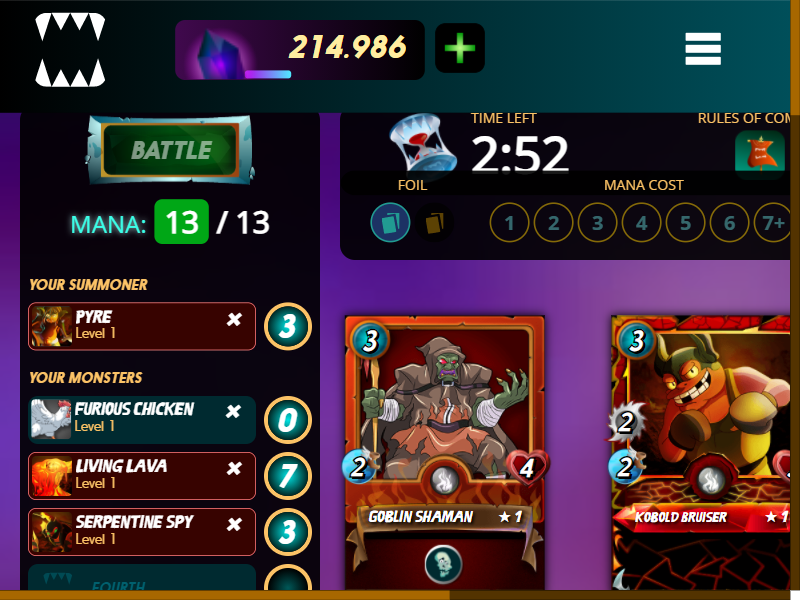 214.986
BATTLE
TIME LEFT
2:52
RULES OF COM
FOIL
MANA COST
1 2 3 4 5 6 7+
MANA: 13 / 13
YOUR SUMMONER
PYRE
Level 1
3
YOUR MONSTERS
FURIOUS CHICKEN
Level 1
0
LIVING LAVA
Level 1
7
SERPENTINE SPY
Level 1
3
FOURTH
3
2
4
GOBLIN SHAMAN ★ 1
3
2
2
KOBOLD BRUISER ★ 1